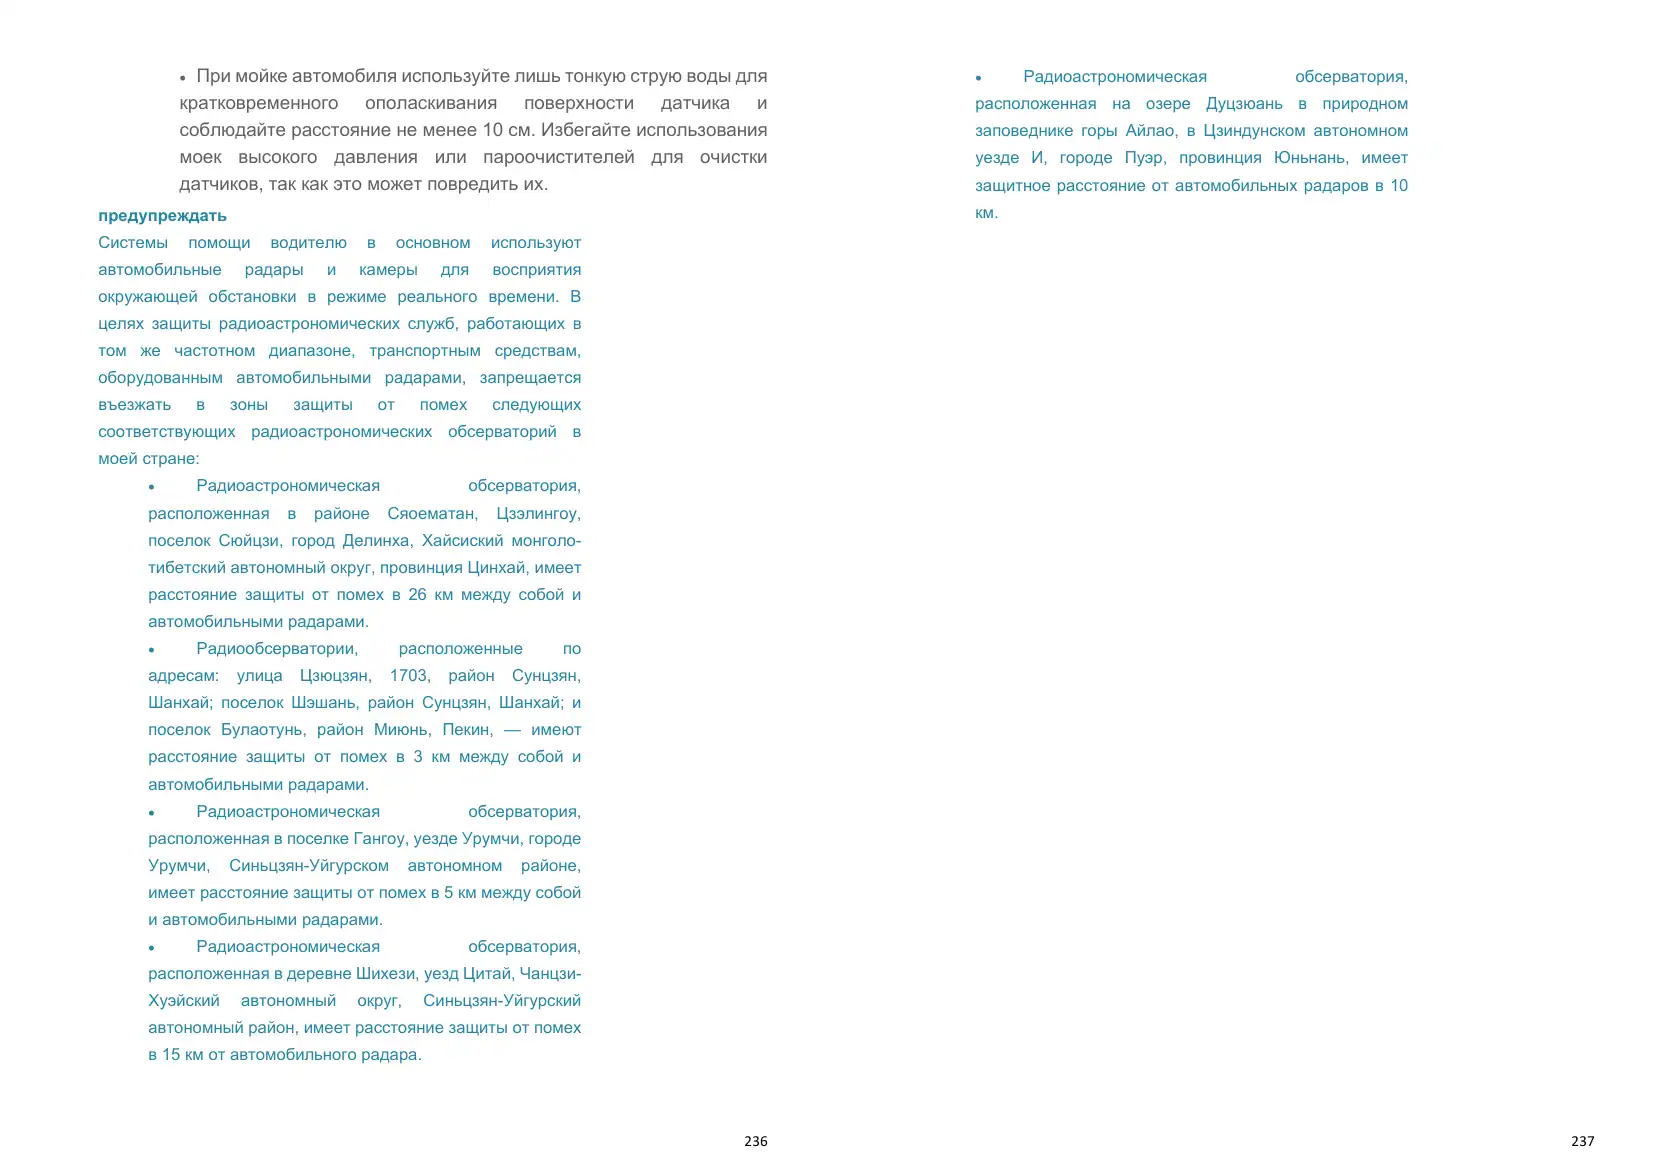 • При мойке автомобиля используйте лишь тонкую струю воды для
кратковременного ополаскивания поверхности датчика и
соблюдайте расстояние не менее 10 см. Избегайте использования
моек высокого давления или пароочистителей для очистки
датчиков, так как это может повредить их.
предупреждать
Системы помощи водителю в основном используют
автомобильные радары и камеры для восприятия
окружающей обстановки в режиме реального времени. В
целях защиты радиоастрономических служб, работающих в
том же частотном диапазоне, транспортным средствам,
оборудованным автомобильными радарами, запрещается
въезжать в зоны защиты от помех следующих
соответствующих радиоастрономических обсерваторий в
моей стране:
• Радиоастрономическая обсерватория,
расположенная в районе Сяоематан, Цзэлингоу,
поселок Сюйцзи, город Делинха, Хайсиский монголо-
тибетский автономный округ, провинция Цинхай, имеет
расстояние защиты от помех в 26 км между собой и
автомобильными радарами.
• Радиообсерватории, расположенные по
адресам: улица Цзюцзян, 1703, район Сунцзян,
Шанхай; поселок Шэшань, район Сунцзян, Шанхай; и
поселок Булаотунь, район Миюнь, Пекин, — имеют
расстояние защиты от помех в 3 км между собой и
автомобильными радарами.
• Радиоастрономическая обсерватория,
расположенная в поселке Гангоу, уезде Урумчи, городе
Урумчи, Синьцзян-Уйгурском автономном районе,
имеет расстояние защиты от помех в 5 км между собой
и автомобильными радарами.
• Радиоастрономическая обсерватория,
расположенная в деревне Шихези, уезд Цитай, Чанцзи-
Хуэйский автономный округ, Синьцзян-Уйгурский
автономный район, имеет расстояние защиты от помех
в 15 км от автомобильного радара.
236
• Радиоастрономическая обсерватория,
расположенная на озере Дуцзюань в природном
заповеднике горы Айлао, в Цзиндунском автономном
уезде И, городе Пуэр, провинция Юньнань, имеет
защитное расстояние от автомобильных радаров в 10
км.
237